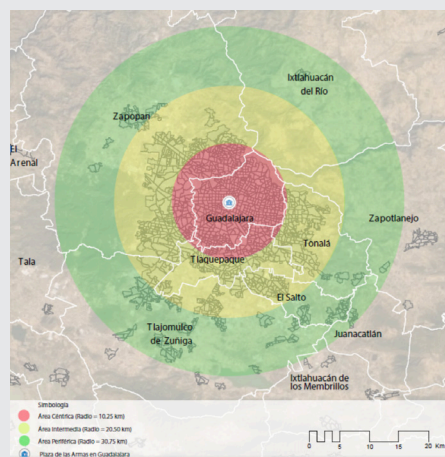 Ixtlahuacán
del Río
Zapopan
El
Arenal
Guadalajara
Zapotlanejo
Tonalá
Tlaquepaque
Tala
El Salto
Tlajomulco
de Zuñiga
Juanacatlán
Ixtlahuacán de
los Membrillos
Simbología
Área Céntrica (Radio = 10,25 km)
Área Intermedia (Radio = 20,50 km)
Área Periférica (Radio = 30,75 km)
Plaza de las Armas en Guadalajara
0 5 10 15 20
Km